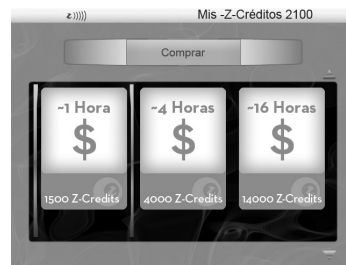 z )))))
Mis -Z-Créditos 2100
Comprar
~1 Hora
$
1500 Z-Credits
~4 Horas
$
4000 Z-Credits
~16 Horas
$
14000 Z-Credits